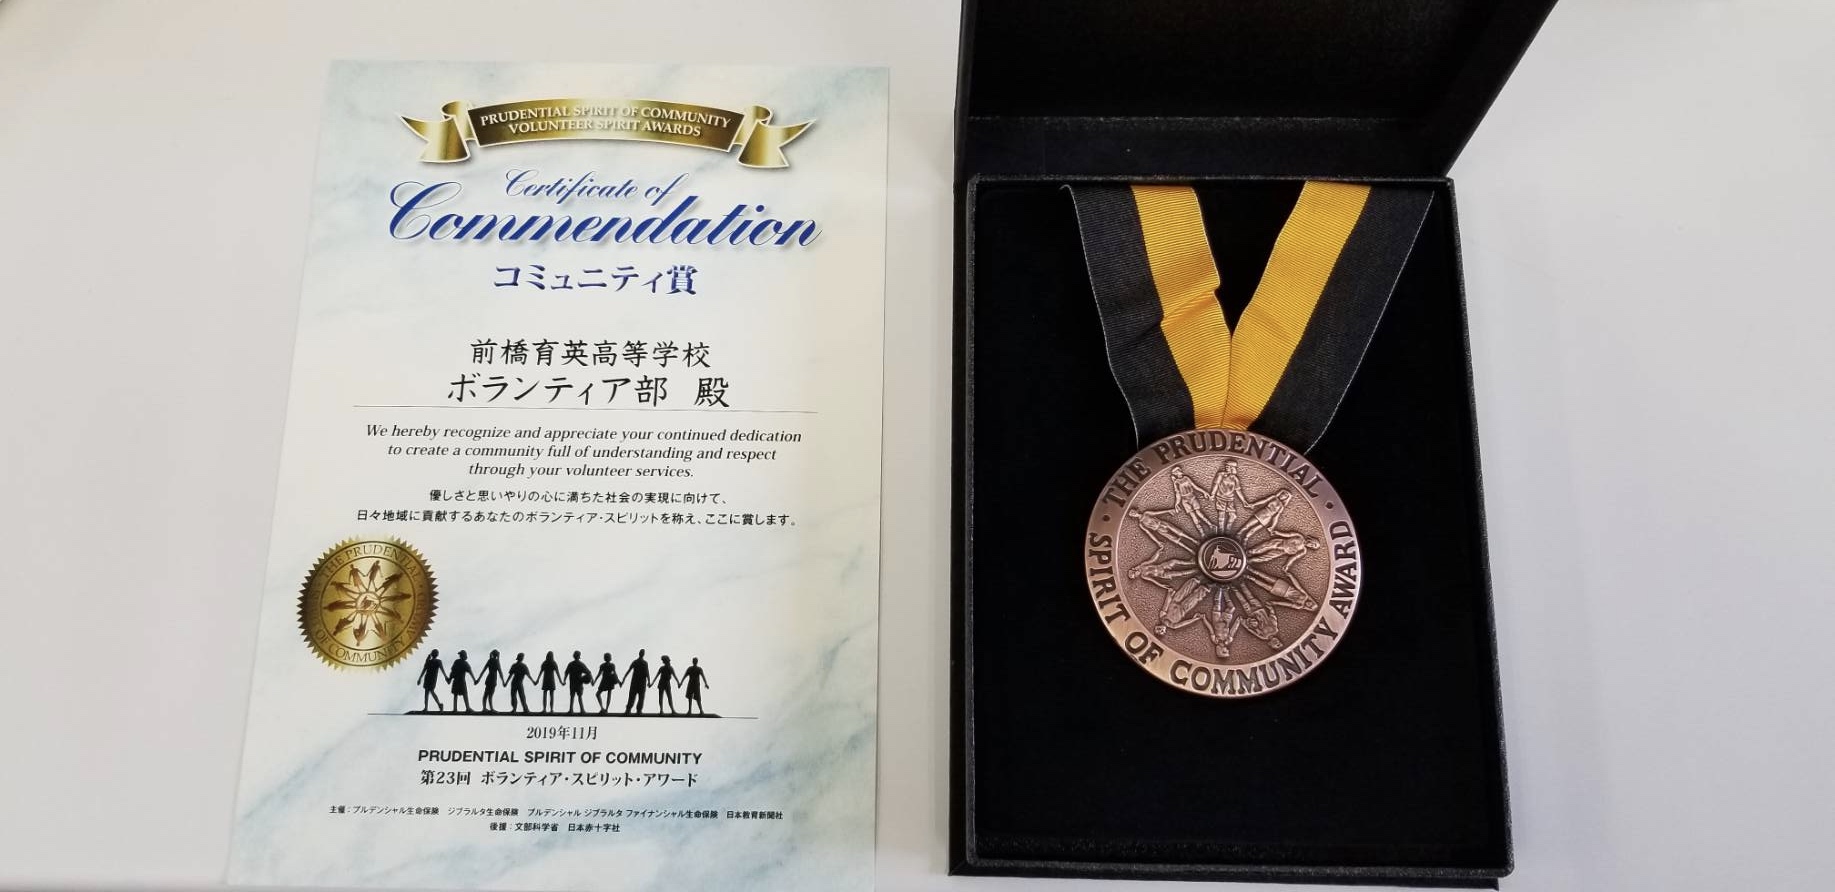 PRUDENTIAL SPIRIT OF COMMUNITY
VOLUNTEER SPIRIT AWARDS
Certificate of
Commendation
コミュニティ賞
前橋育英高等学校
ボランティア部 殿
We hereby recognize and appreciate your continued dedication
to create a community full of understanding and respect
through your volunteer services.
優しさと思いやりの心に満ちた社会の実現に向けて、
日々地域に貢献するあなたのボランティア・スピリットを称え、ここに賞します。
THE PRUDENTIAL
OF COMMUNITY
2019年11月
PRUDENTIAL SPIRIT OF COMMUNITY
第23回 ボランティア・スピリット・アワード
主催：プルデンシャル生命保険 ジブラルタ生命保険 プルデンシャル ジブラルタ ファイナンシャル生命保険 日本教育新聞社
後援：文部科学省 日本赤十字社
· THE PRUDENTIAL ·
SPIRIT OF COMMUNITY AWARD